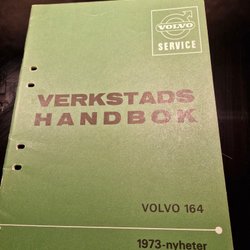 VOLVO
SERVICE
VERKSTADS
HANDBOK
VOLVO 164
1973-nyheter